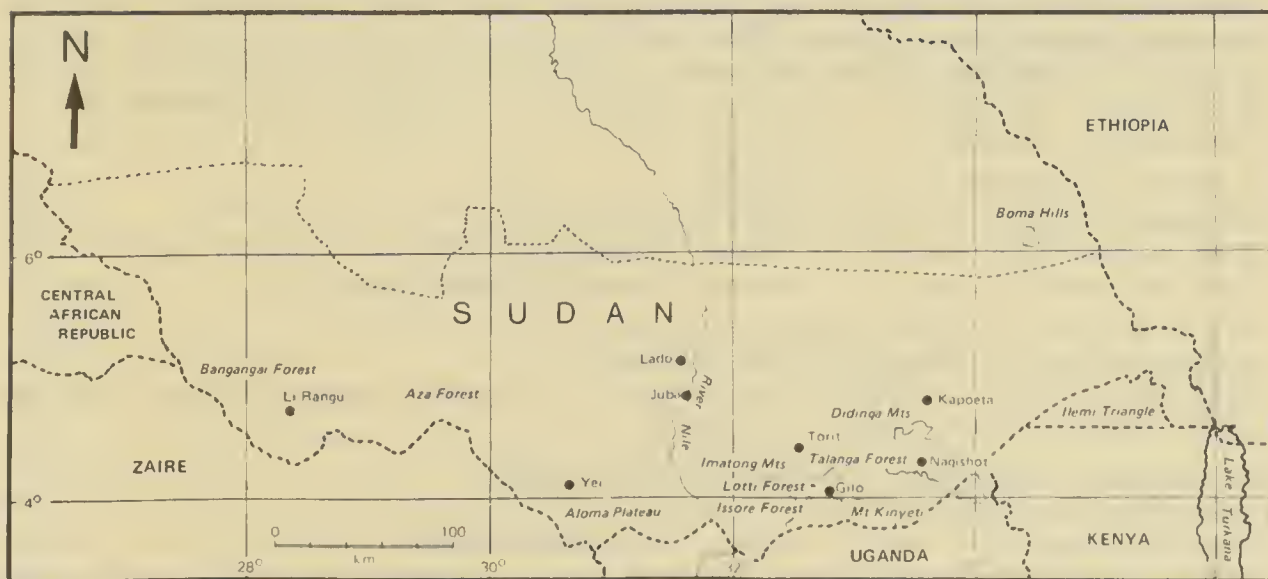 N
ETHIOPIA
Boma Hills
6°
CENTRAL
AFRICAN
REPUBLIC
SUDAN
Lado
Bangangai Forest
Li Rangu
Aza Forest
Juba
River
Nile
Kapoeta
Ilemi Triangle
Didinga Mts
Torit
Imatong Mts
Talanga Forest
Nagishot
ZAIRE
Yei
Lotti Forest
Gilo
4°
Aloma Plateau
Issore Forest
Mt Kinyeti
Lake Turkana
0
100
km
UGANDA
KENYA
28°
30°
32